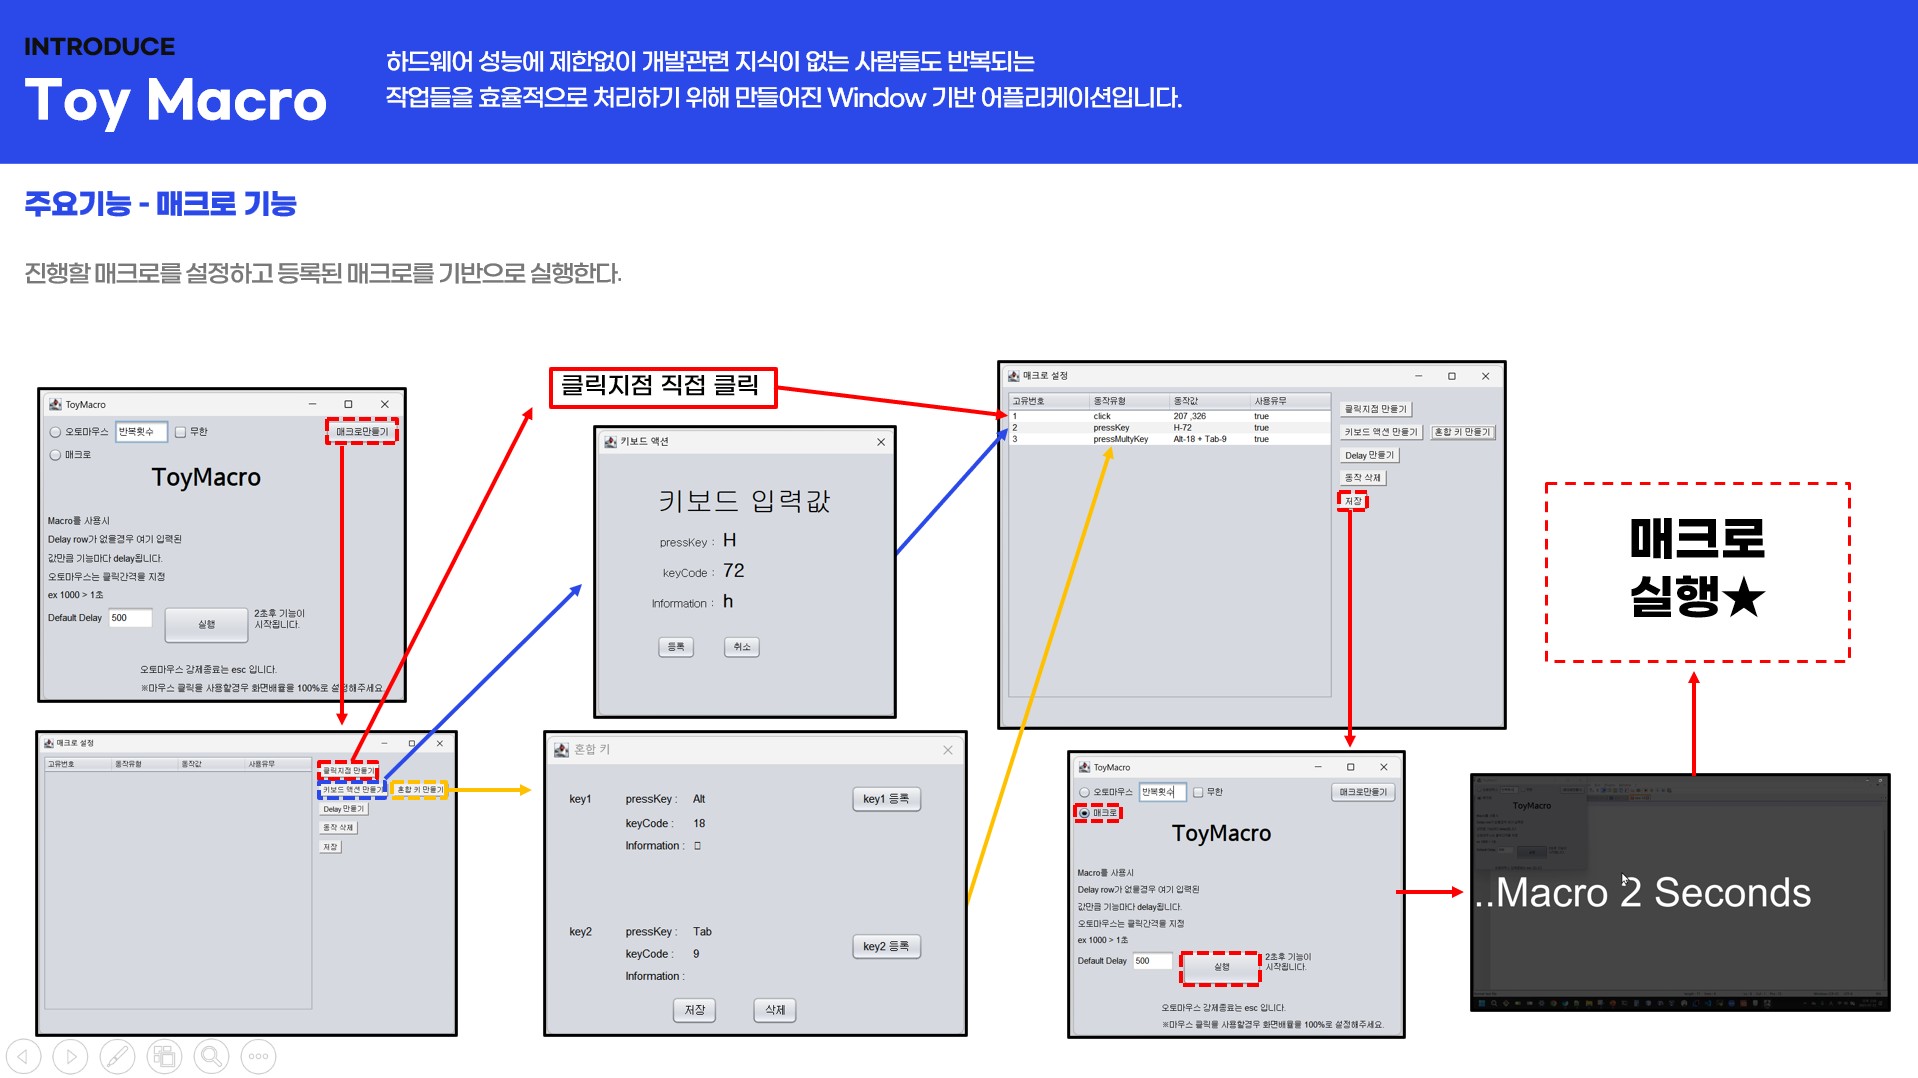 INTRODUCE
Toy Macro
하드웨어 성능에 제한없이 개발관련 지식이 없는 사람들도 반복되는
작업들을 효율적으로 처리하기 위해 만들어진 Window 기반 어플리케이션입니다.
주요기능 - 매크로 기능
진행할 매크로를 설정하고 등록된 매크로를 기반으로 실행한다.
ToyMacro
오토마우스 반복횟수 무한 매크로만들기
매크로
ToyMacro
Macro를 사용시
Delay row가 없을경우 여기 입력된
값만큼 기능마다 delay됩니다.
오토마우스는 클릭간격을 지정
ex 1000 > 1초
Default Delay 500 실행 2초후 기능이
시작됩니다.
오토마우스 강제종료는 esc 입니다.
※마우스 클릭을 사용할경우 화면배율을 100%로 설정해주세요.
매크로 설정
고유번호 동작유형 동작값 사용유무
클릭지점 만들기
키보드 액션 만들기 혼합 키 만들기
Delay 만들기
동작 삭제
저장
클릭지점 직접 클릭
키보드 액션
키보드 입력값
pressKey : H
keyCode : 72
Information : h
등록 취소
혼합 키
key1 pressKey : Alt key1 등록
keyCode : 18
Information :
key2 pressKey : Tab key2 등록
keyCode : 9
Information :
저장 삭제
매크로 설정
고유번호 동작유형 동작값 사용유무
1 click 207 ,326 true
2 pressKey H-72 true
3 pressMultyKey Alt-18 + Tab-9 true
클릭지점 만들기
키보드 액션 만들기 혼합 키 만들기
Delay 만들기
동작 삭제
저장
ToyMacro
오토마우스 반복횟수 무한 매크로만들기
매크로
ToyMacro
Macro를 사용시
Delay row가 없을경우 여기 입력된
값만큼 기능마다 delay됩니다.
오토마우스는 클릭간격을 지정
ex 1000 > 1초
Default Delay 500 실행 2초후 기능이
시작됩니다.
오토마우스 강제종료는 esc 입니다.
※마우스 클릭을 사용할경우 화면배율을 100%로 설정해주세요.
매크로
실행★
ToyMacro
..Macro 2 Seconds